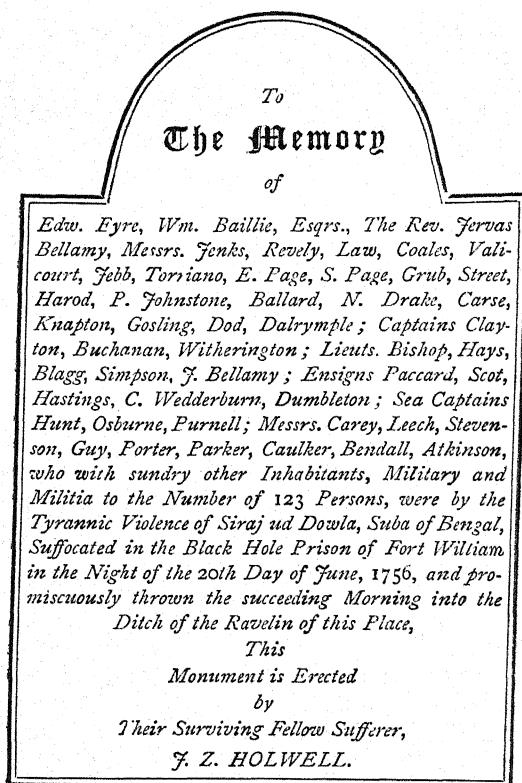 To
The Memory
of
Edw. Eyre, Wm. Baillie, Esqrs., The Rev. Jervas
Bellamy, Messrs. Jenks, Revely, Law, Coales, Vali-
court, Jebb, Torriano, E. Page, S. Page, Grub, Street,
Harod, P. Johnstone, Ballard, N. Drake, Carse,
Knapton, Gosling, Dod, Dalrymple; Captains Clay-
ton, Buchanan, Witherington; Lieuts. Bishop, Hays,
Blagg, Simpson, J. Bellamy; Ensigns Paccard, Scot,
Hastings, C. Wedderburn, Dumbleton; Sea Captains
Hunt, Osburne, Purnell; Messrs. Carey, Leech, Steven-
son, Guy, Porter, Parker, Caulker, Bendall, Atkinson,
who with sundry other Inhabitants, Military and
Militia to the Number of 123 Persons, were by the
Tyrannic Violence of Siraj ud Dowla, Suba of Bengal,
Suffocated in the Black Hole Prison of Fort William
in the Night of the 20th Day of June, 1756, and pro-
miscuously thrown the succeeding Morning into the
Ditch of the Ravelin of this Place,
This
Monument is Erected
by
Their Surviving Fellow Sufferer,
J. Z. HOLWELL.